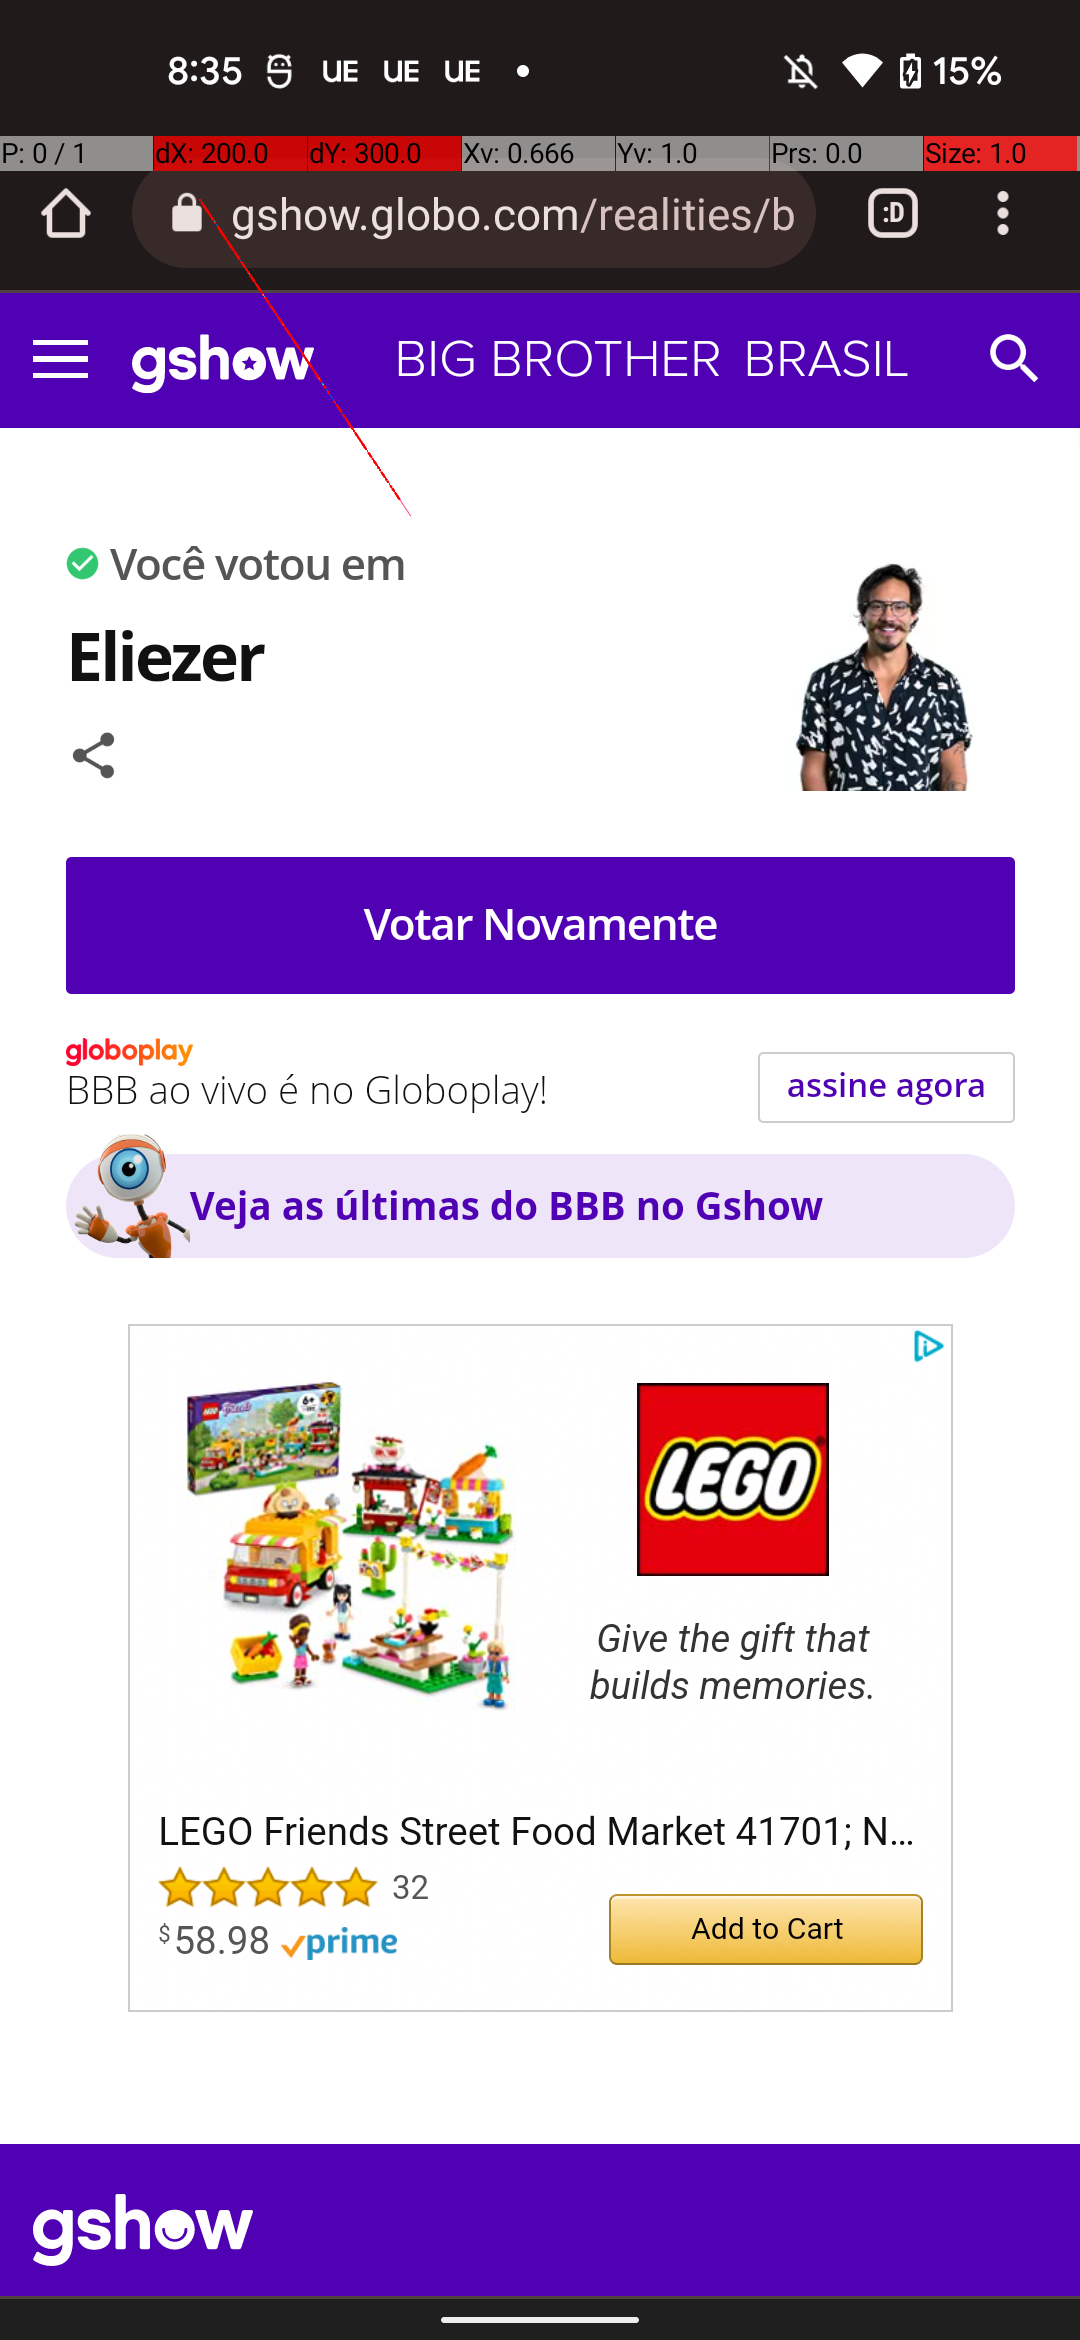 8:35 UE UE UE 15%
P: 0 / 1 dX: 200.0 dY: 300.0 Xv: 0.666 Yv: 1.0 Prs: 0.0 Size: 1.0
gshow.globo.com/realities/b :D
gshow BIG BROTHER BRASIL
Você votou em
Eliezer
Votar Novamente
globoplay
BBB ao vivo é no Globoplay!
assine agora
Veja as últimas do BBB no Gshow
LEGO
Friends
6+
LEGO
Give the gift that
builds memories.
LEGO Friends Street Food Market 41701; N...
32
$58.98 prime
Add to Cart
gshow